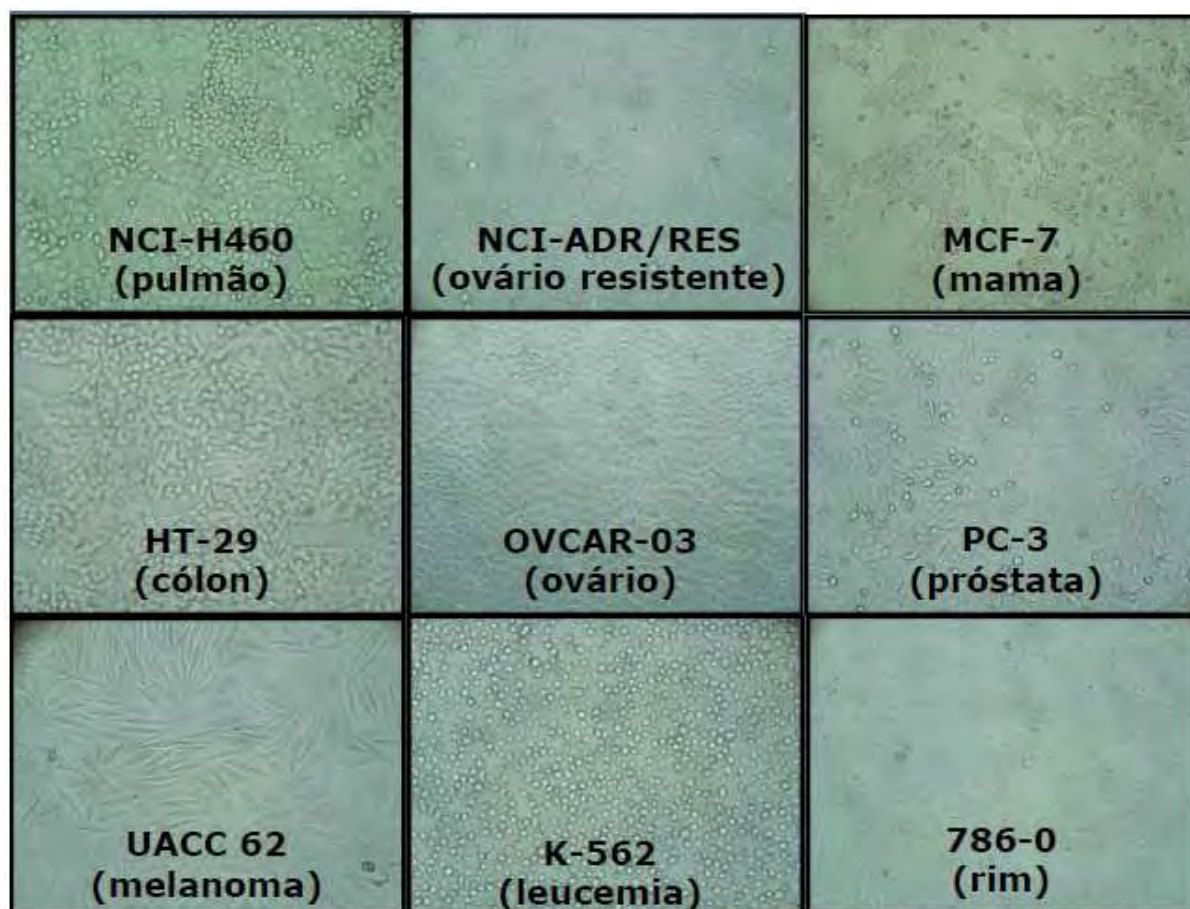 NCI-H460
(pulmão)
NCI-ADR/RES
(ovário resistente)
MCF-7
(mama)
HT-29
(cólon)
OVCAR-03
(ovário)
PC-3
(próstata)
UACC 62
(melanoma)
K-562
(leucemia)
786-0
(rim)